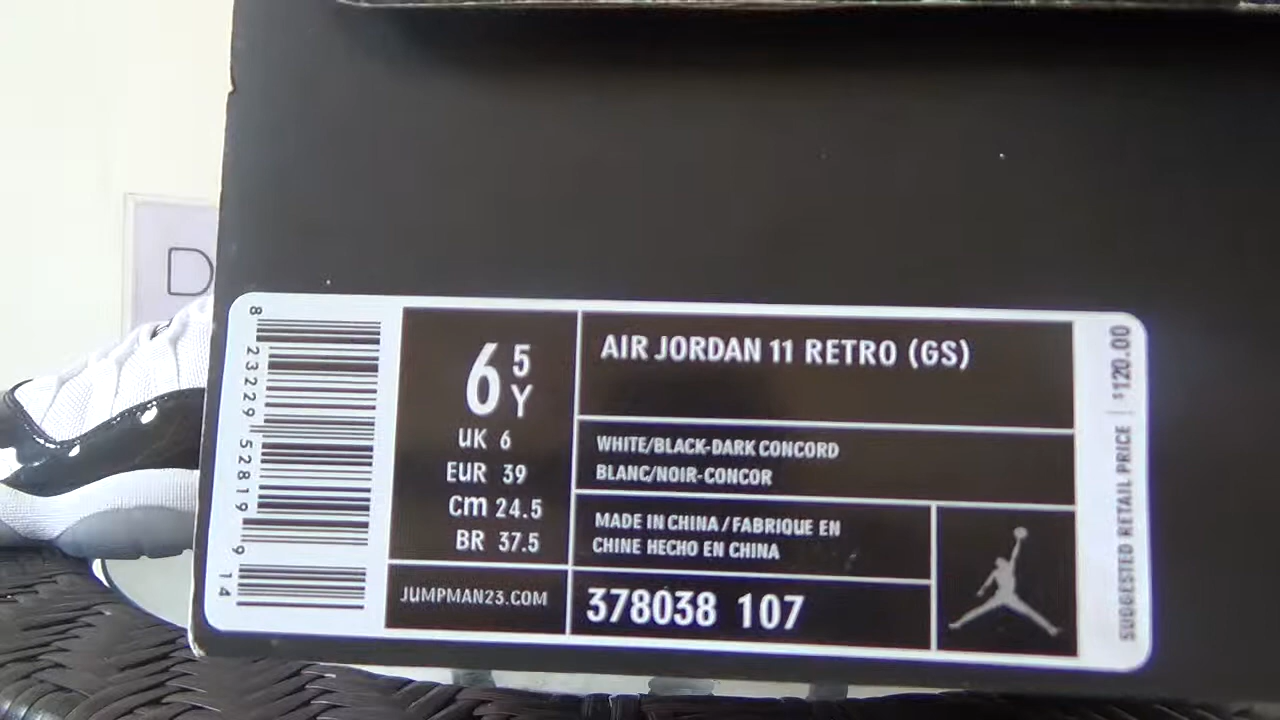 D
8 23229 52819 9 14
6 5
Y
UK 6
EUR 39
Cm 24.5
BR 37.5
JUMPMAN23.COM
AIR JORDAN 11 RETRO (GS)
WHITE/BLACK-DARK CONCORD
BLANC/NOIR-CONCOR
MADE IN CHINA / FABRIQUE EN
CHINE HECHO EN CHINA
378038 107
SUGGESTED RETAIL PRICE | $120.00